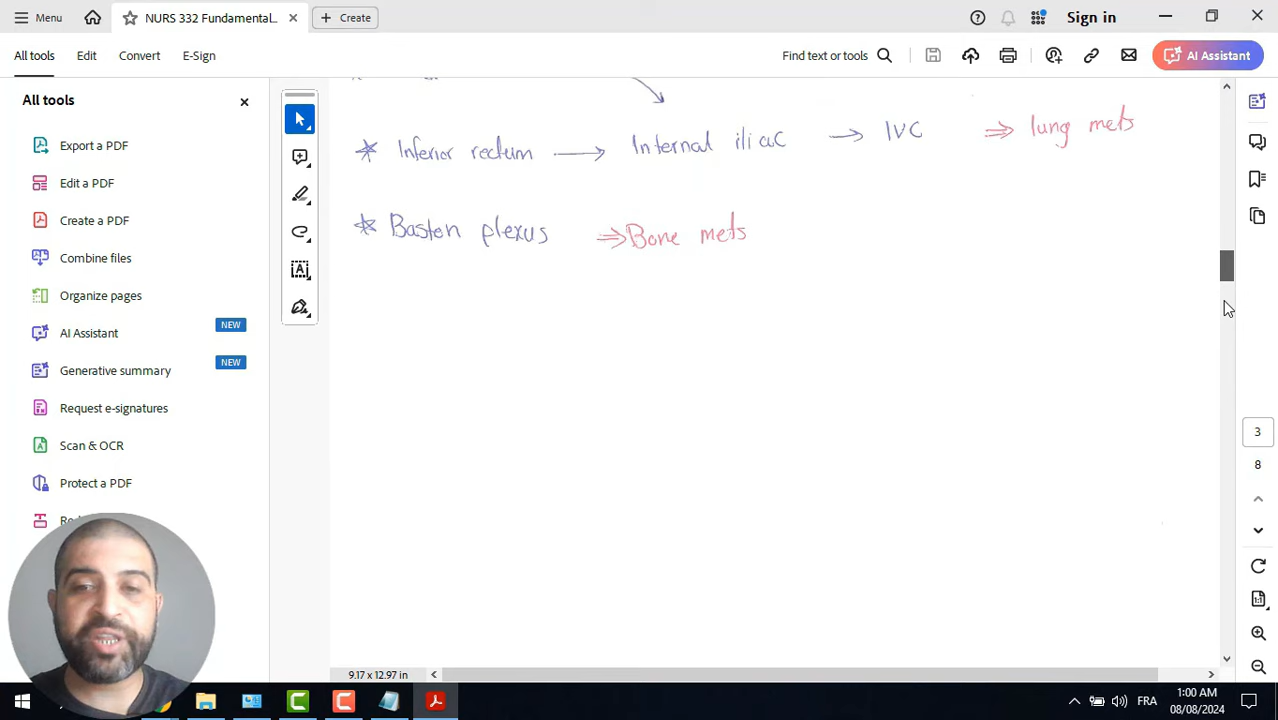 Menu
NURS 332 Fundamental...
Create
Sign in
All tools
Edit
Convert
E-Sign
Find text or tools
AI Assistant
All tools
Export a PDF
Edit a PDF
Create a PDF
Combine files
Organize pages
AI Assistant
NEW
Generative summary
NEW
Request e-signatures
Scan & OCR
Protect a PDF
* Inferior rectum → Internal iliac → IVC ⇒ lung mets
* Basten plexus ⇒ Bone mets
3
8
9.17 x 12.97 in
FRA
1:00 AM
08/08/2024